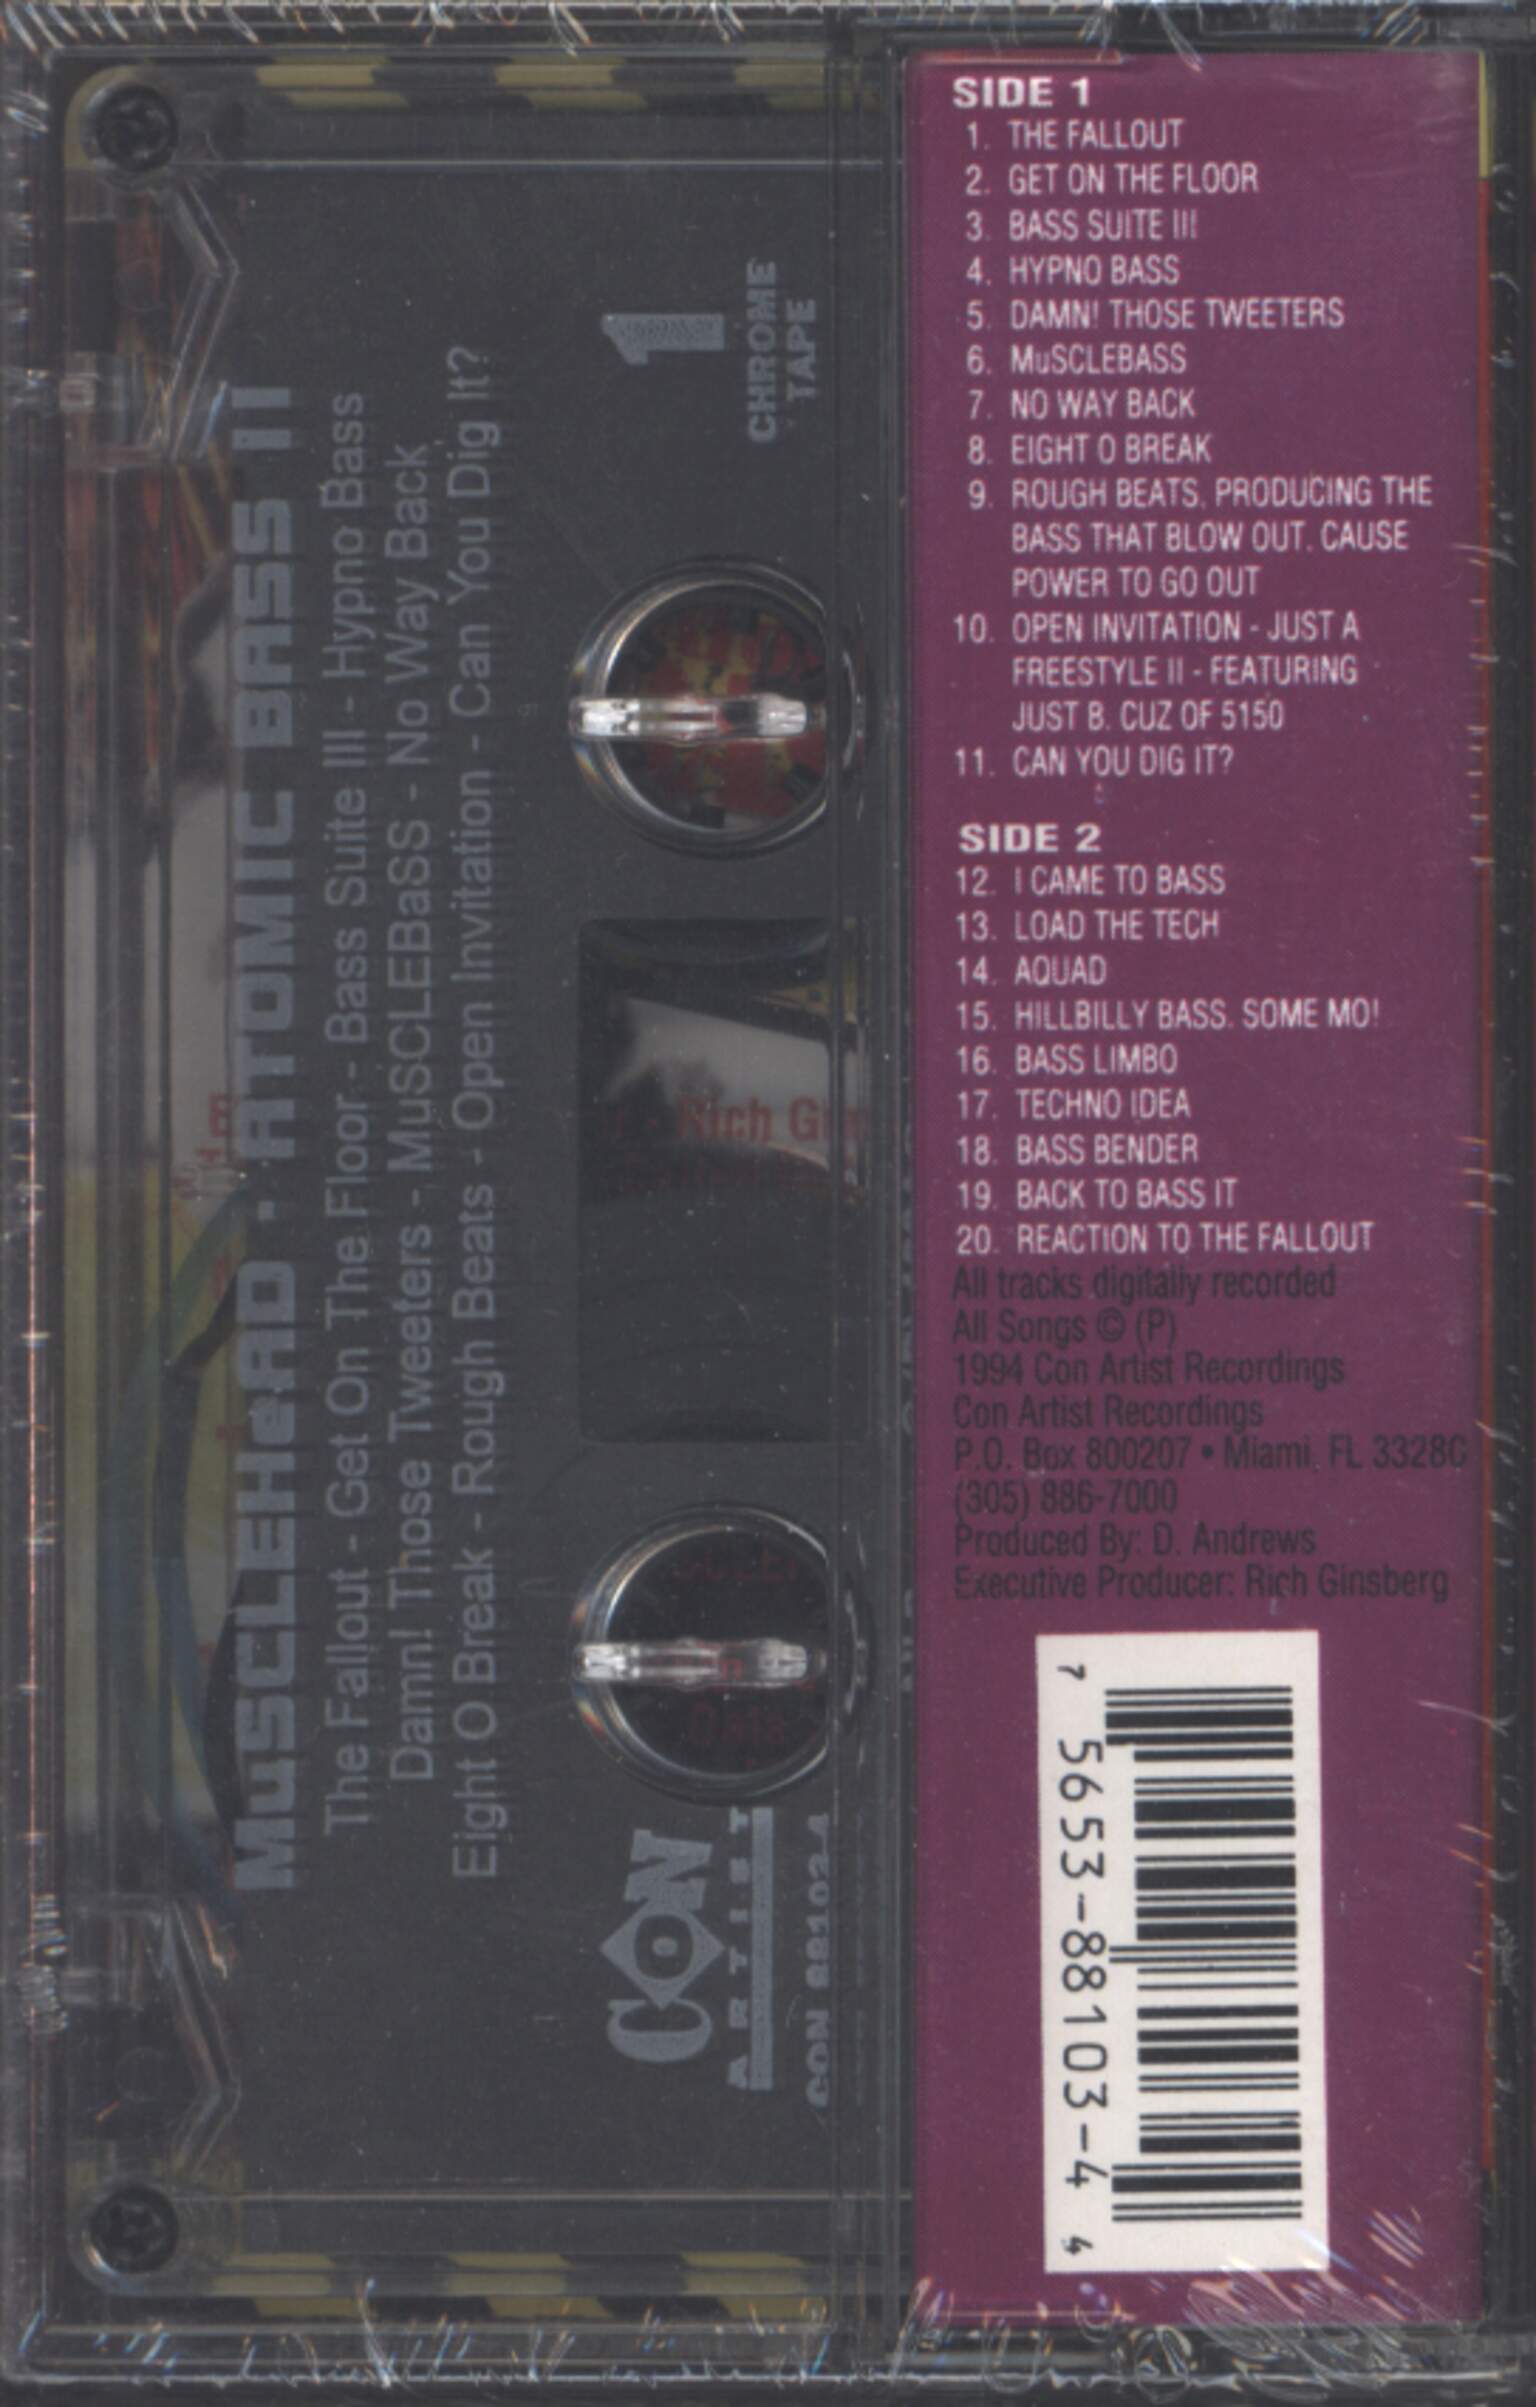 MuSCLEHeAD - ATOMIC BASS II
The Fallout - Get On The Floor - Bass Suite III - Hypno Bass
Damn! Those Tweeters - MuSCLEBaSS - No Way Back
Eight O Break - Rough Beats - Open Invitation - Can You Dig It?
1
CHROME
TAPE
CON
ARTIST
Rich
SIDE 1
1. THE FALLOUT
2. GET ON THE FLOOR
3. BASS SUITE III
4. HYPNO BASS
5. DAMN! THOSE TWEETERS
6. MuSCLEBASS
7. NO WAY BACK
8. EIGHT O BREAK
9. ROUGH BEATS, PRODUCING THE
BASS THAT BLOW OUT. CAUSE
POWER TO GO OUT
10. OPEN INVITATION - JUST A
FREESTYLE II - FEATURING
JUST B. CUZ OF 5150
11. CAN YOU DIG IT?
SIDE 2
12. I CAME TO BASS
13. LOAD THE TECH
14. AQUAD
15. HILLBILLY BASS. SOME MO!
16. BASS LIMBO
17. TECHNO IDEA
18. BASS BENDER
19. BACK TO BASS IT
20. REACTION TO THE FALLOUT
All tracks digitally recorded
All Songs © (P)
1994 Con Artist Recordings
Con Artist Recordings
P.O. Box 800207 • Miami, FL
(305) 886-7000
Produced By: D. Andrews
Executive Producer: Rich Ginsberg
7 5653-88103-4 4